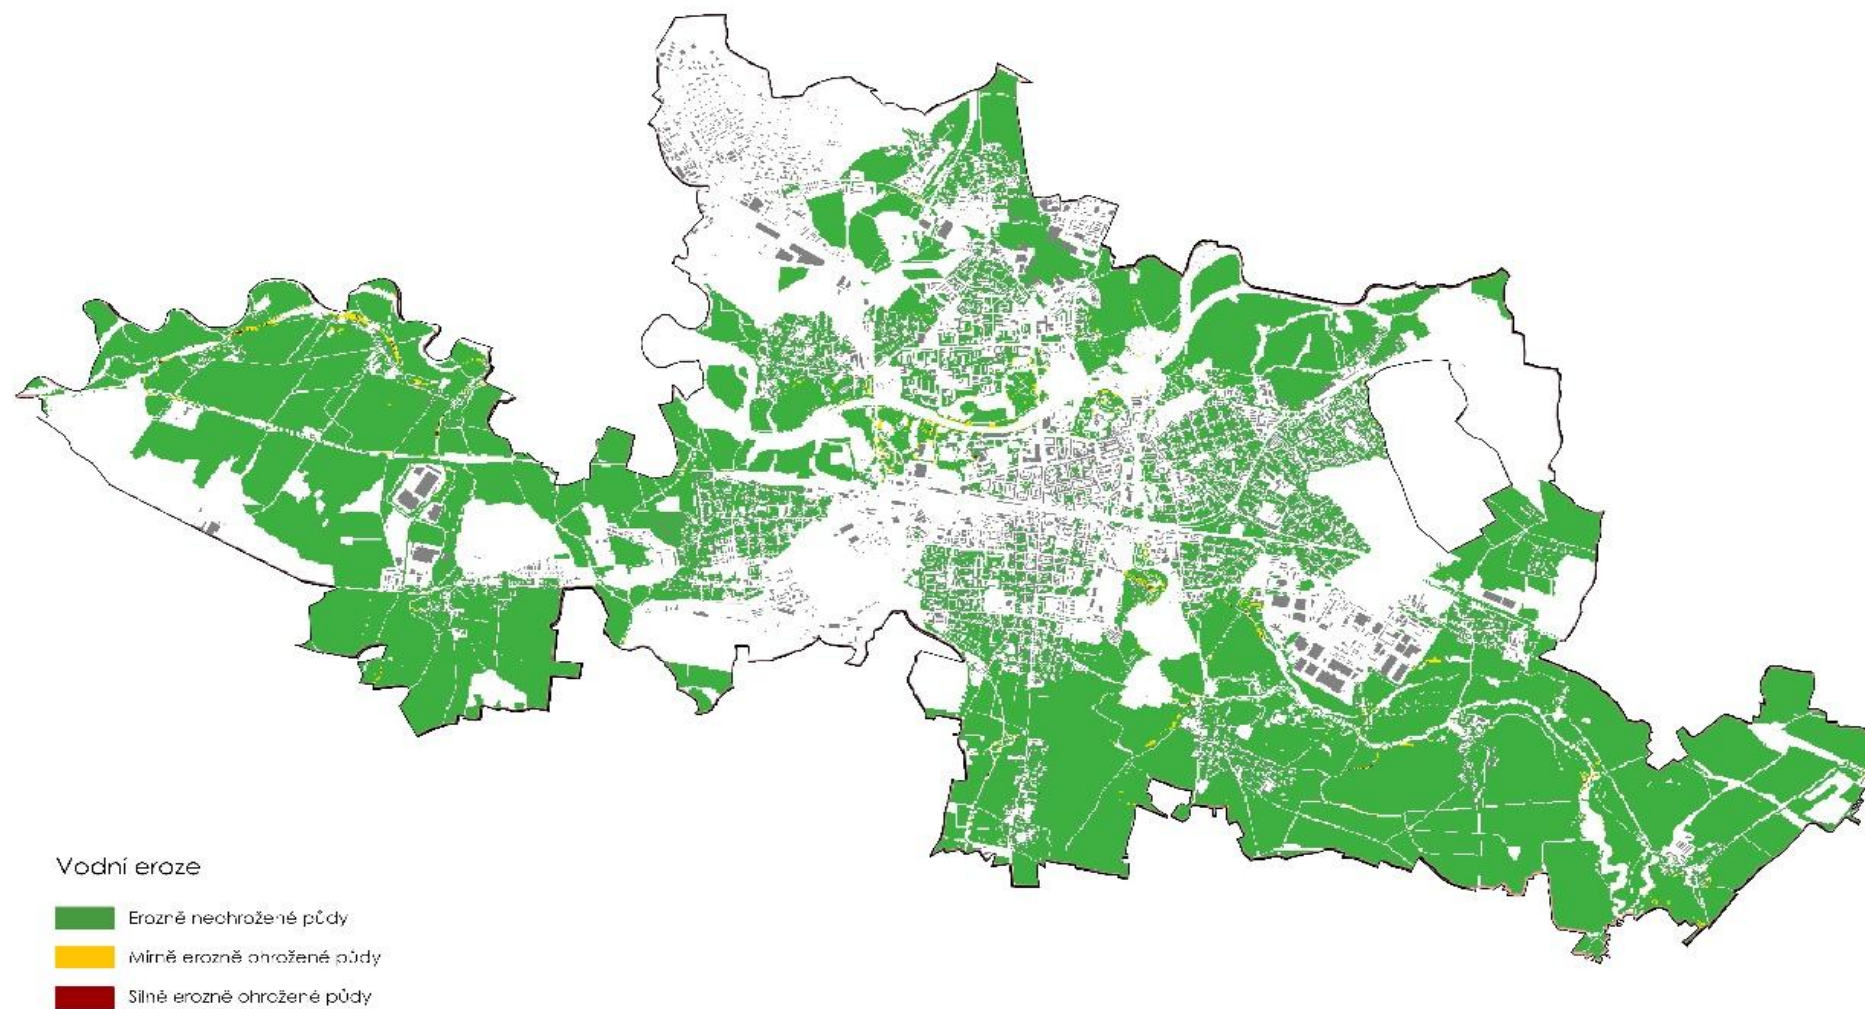 Vodní eroze
Erozně neohrožené půdy
Mírně erozně ohrožené půdy
Silně erozně ohrožené půdy